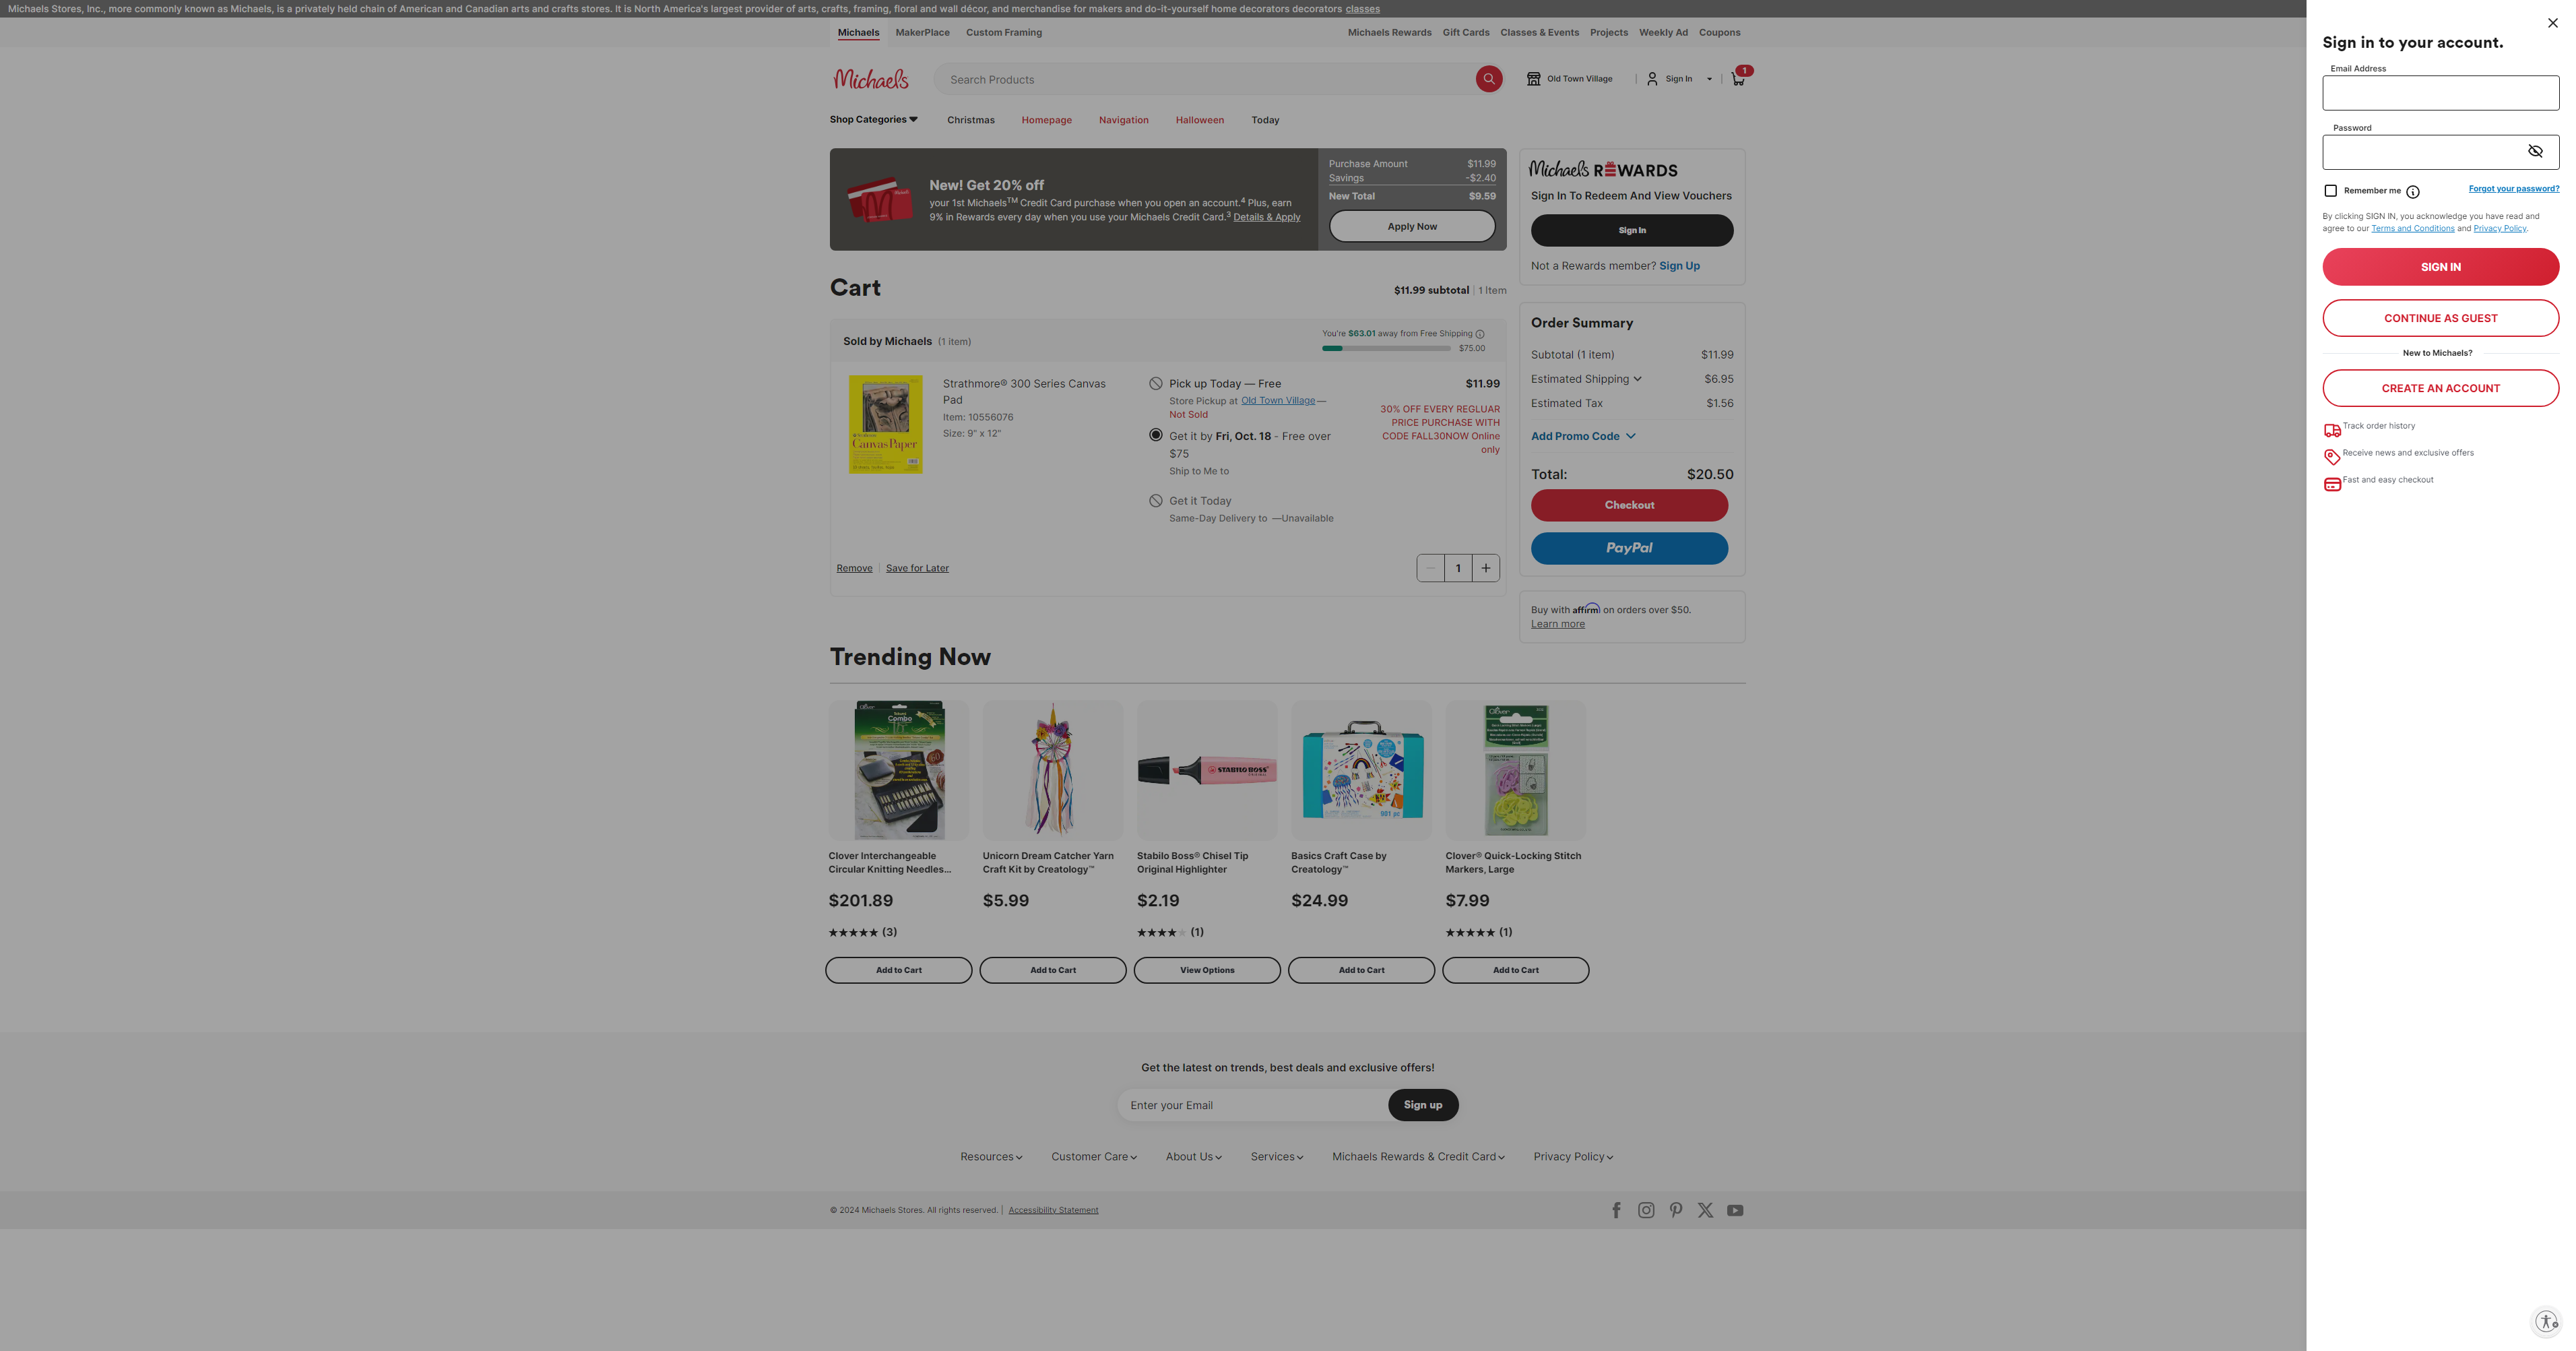 Michaels Stores, Inc., more commonly known as Michaels, is a privately held chain of American and Canadian arts and crafts stores. It is North America's largest provider of arts, crafts, framing, floral and wall décor, and merchandise for makers and do-it-yourself home decorators decorators classes
Michaels MakerPlace Custom Framing Michaels Rewards Gift Cards Classes & Events Projects Weekly Ad Coupons
Michaels Search Products Old Town Village | Sign In | 1
Shop Categories Christmas Homepage Navigation Halloween Today
New! Get 20% off
your 1st Michaels™ Credit Card purchase when you open an account.⁴ Plus, earn
9% in Rewards every day when you use your Michaels Credit Card.³ Details & Apply
Purchase Amount $11.99
Savings -$2.40
New Total $9.59
Apply Now
Michaels REWARDS
Sign In To Redeem And View Vouchers
Sign In
Not a Rewards member? Sign Up
Cart
$11.99 subtotal | 1 Item
Sold by Michaels (1 item)
You're $63.01 away from Free Shipping
$75.00
Canvas Paper
Strathmore® 300 Series Canvas
Pad
Item: 10556076
Size: 9" x 12"
Pick up Today — Free
Store Pickup at Old Town Village —
Not Sold
Get it by Fri, Oct. 18 - Free over
$75
Ship to Me to
Get it Today
Same-Day Delivery to —Unavailable
$11.99
30% OFF EVERY REGLUAR
PRICE PURCHASE WITH
CODE FALL30NOW Online
only
Remove | Save for Later
1
Order Summary
Subtotal (1 item) $11.99
Estimated Shipping $6.95
Estimated Tax $1.56
Add Promo Code
Total: $20.50
Checkout
PayPal
Buy with affirm on orders over $50.
Learn more
Trending Now
Clover
Combo
STABILO BOSS
Clover
Clover Interchangeable
Circular Knitting Needles...
$201.89
★★★★★ (3)
Add to Cart
Unicorn Dream Catcher Yarn
Craft Kit by Creatology™
$5.99
Add to Cart
Stabilo Boss® Chisel Tip
Original Highlighter
$2.19
★★★★★ (1)
View Options
Basics Craft Case by
Creatology™
$24.99
Add to Cart
Clover® Quick-Locking Stitch
Markers, Large
$7.99
★★★★★ (1)
Add to Cart
Get the latest on trends, best deals and exclusive offers!
Enter your Email Sign up
Resources Customer Care About Us Services Michaels Rewards & Credit Card Privacy Policy
© 2024 Michaels Stores. All rights reserved. | Accessibility Statement
Sign in to your account.
Email Address
Password
Remember me Forgot your password?
By clicking SIGN IN, you acknowledge you have read and
agree to our Terms and Conditions and Privacy Policy.
SIGN IN
CONTINUE AS GUEST
New to Michaels?
CREATE AN ACCOUNT
Track order history
Receive news and exclusive offers
Fast and easy checkout